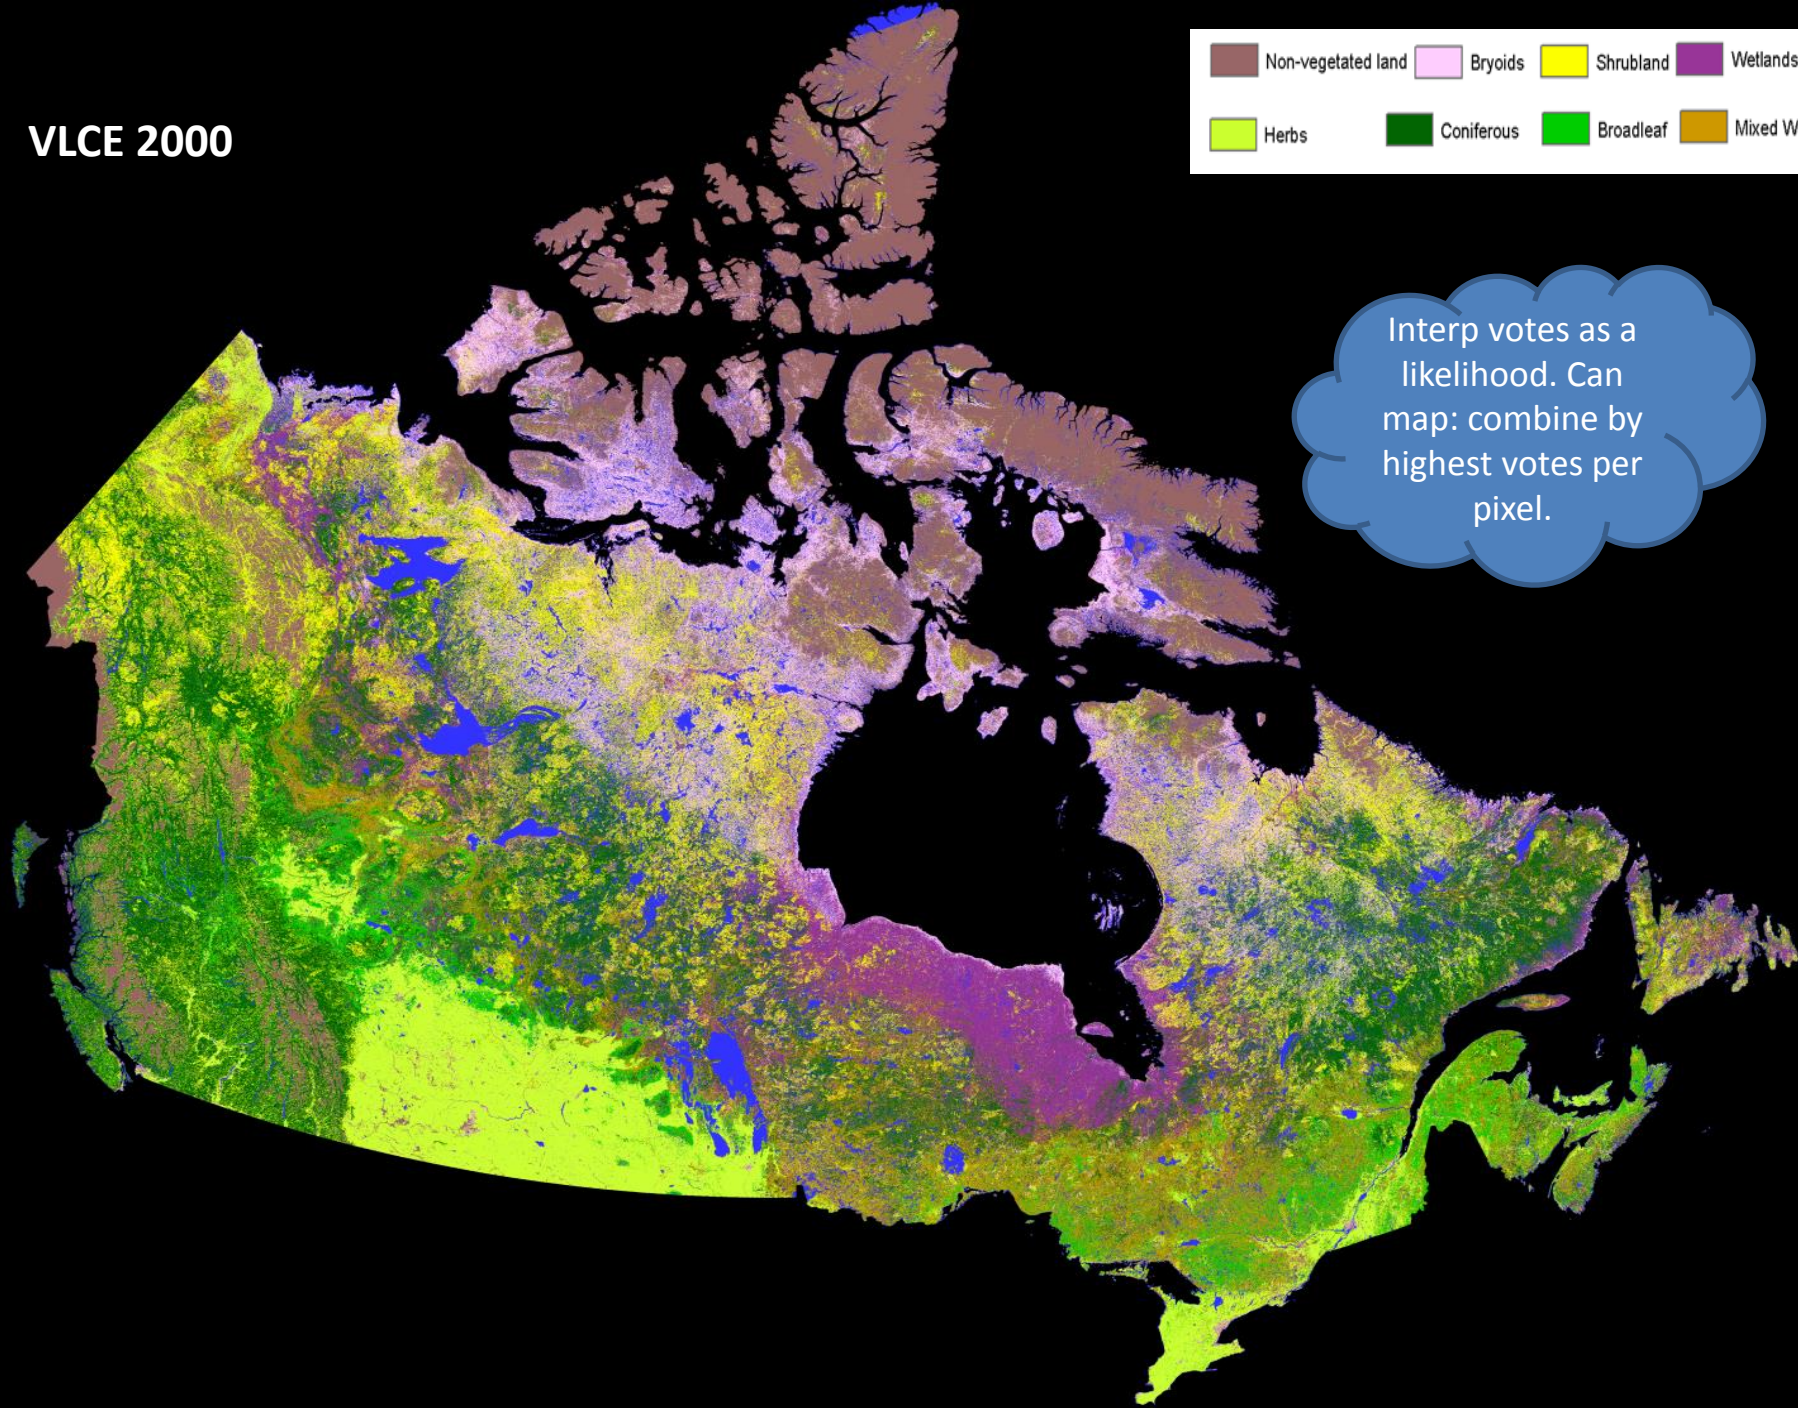 VLCE 2000
Non-vegetated land Bryoids Shrubland Wetlands
Herbs Coniferous Broadleaf Mixed W
Interp votes as a
likelihood. Can
map: combine by
highest votes per
pixel.